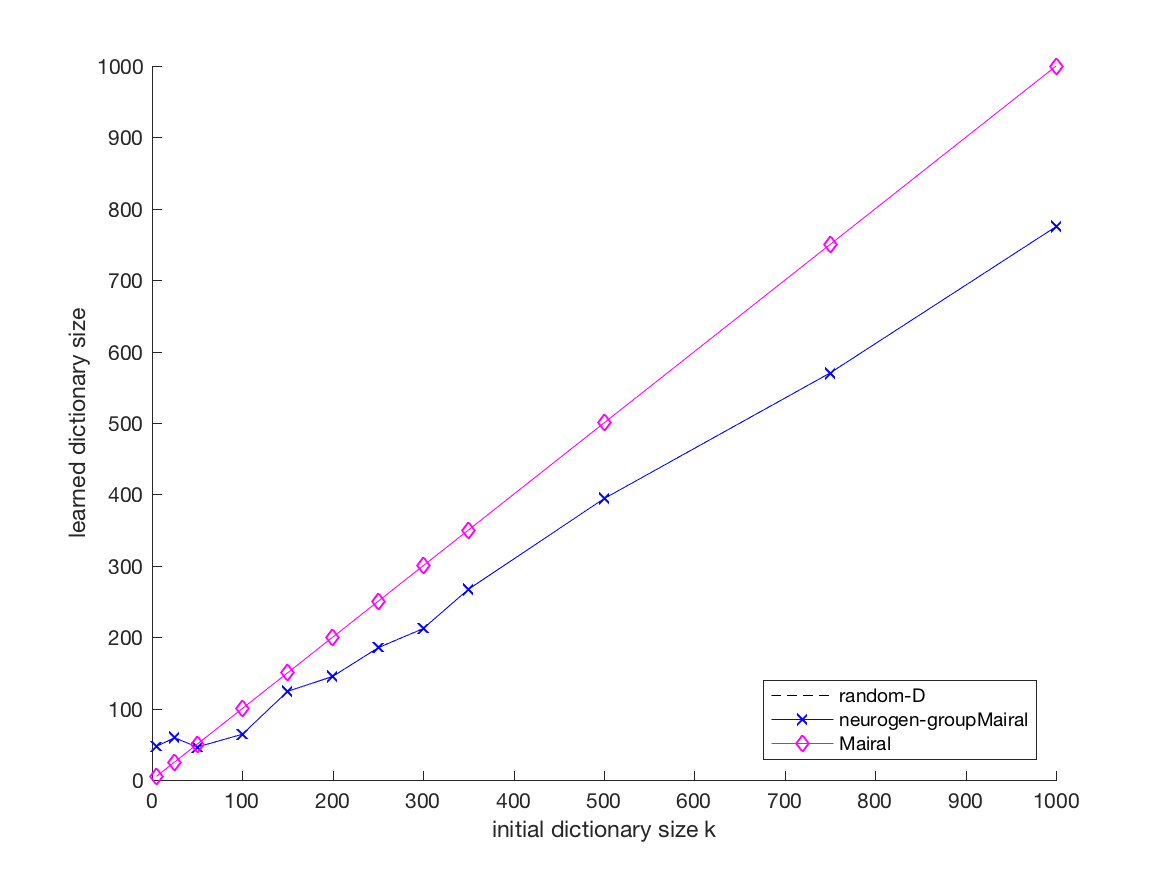 1000
900
800
700
600
500
400
300
200
100
0
learned dictionary size
random-D
neurogen-groupMairal
Mairal
0 100 200 300 400 500 600 700 800 900 1000
initial dictionary size k